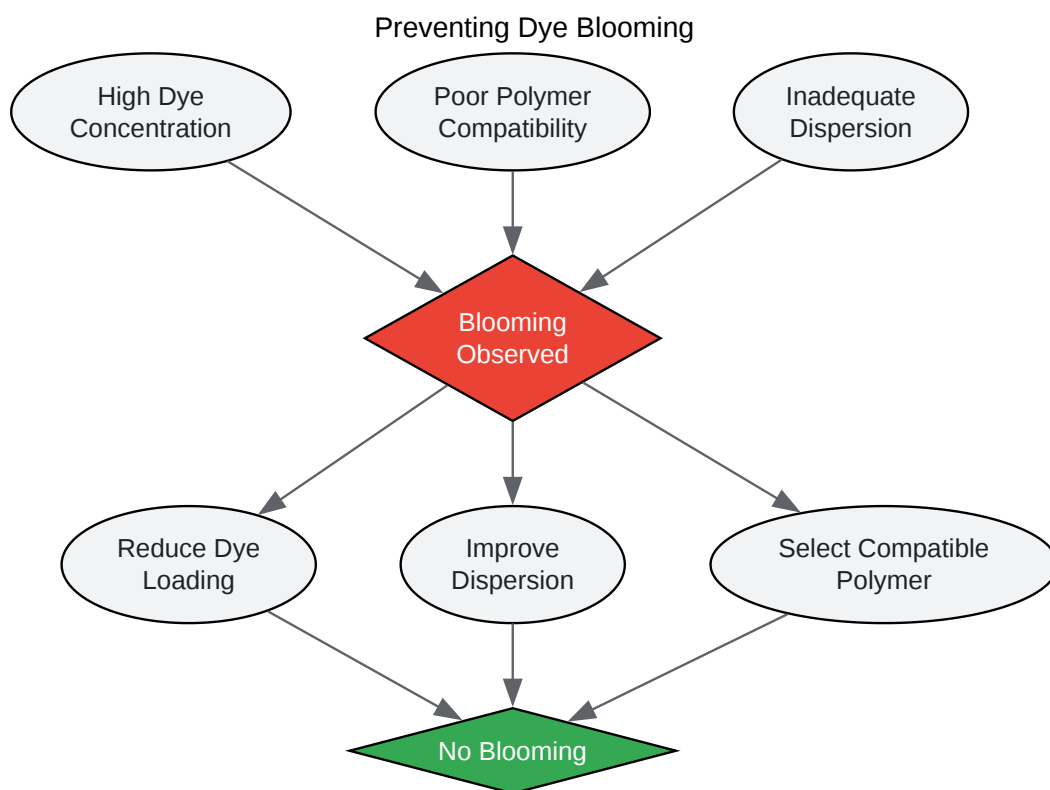 Preventing Dye Blooming
High Dye
Concentration
Poor Polymer
Compatibility
Inadequate
Dispersion
Blooming
Observed
Reduce Dye
Loading
Improve
Dispersion
Select Compatible
Polymer
No Blooming